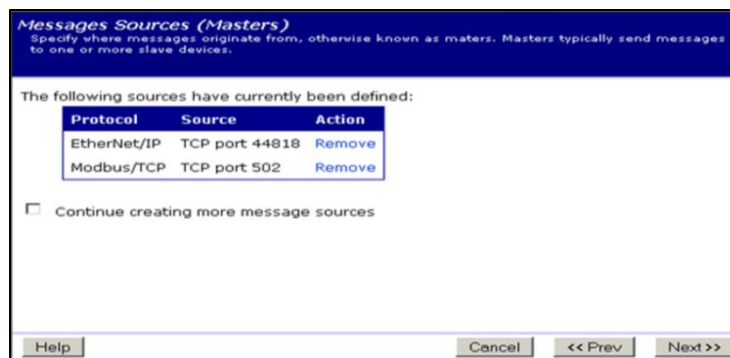 Messages Sources (Masters)
Specify where messages originate from, otherwise known as maters. Masters typically send messages
to one or more slave devices.
The following sources have currently been defined:
Protocol Source Action
EtherNet/IP TCP port 44818 Remove
Modbus/TCP TCP port 502 Remove
Continue creating more message sources
Help Cancel << Prev Next >>